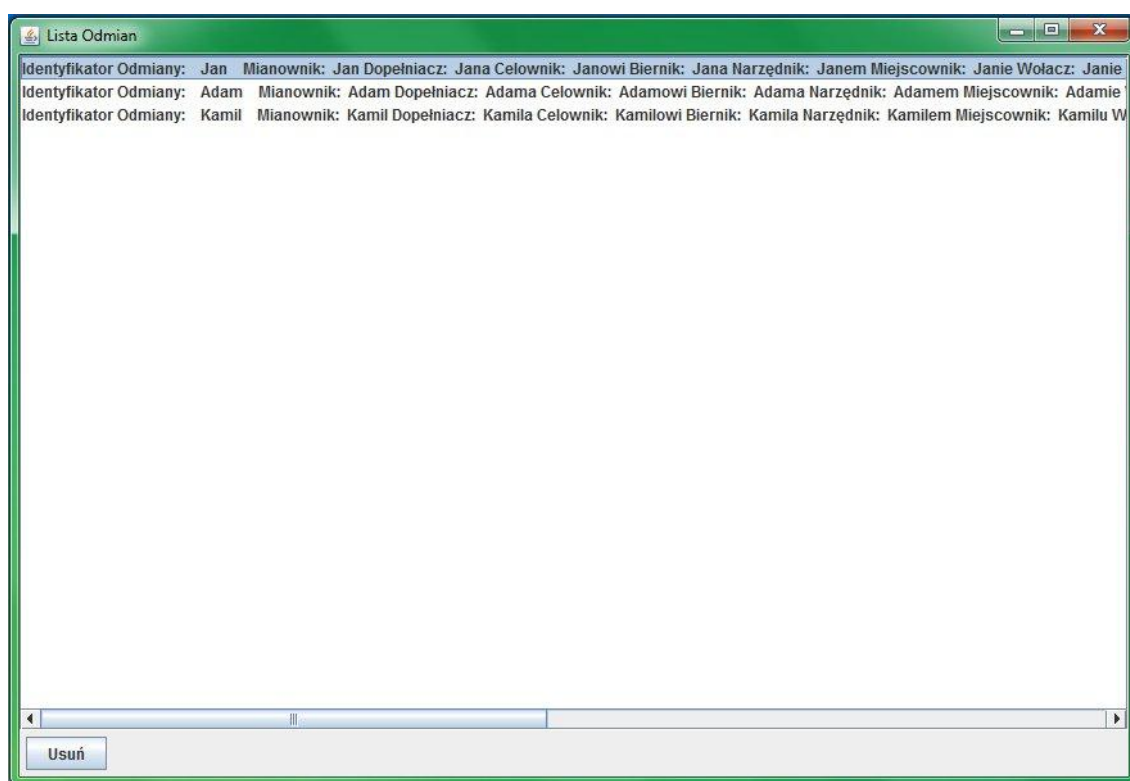 Lista Odmian
Identyfikator Odmiany: Jan Mianownik: Jan Dopełniacz: Jana Celownik: Janowi Biernik: Jana Narzędnik: Janem Miejscownik: Janie Wołacz: Janie
Identyfikator Odmiany: Adam Mianownik: Adam Dopełniacz: Adama Celownik: Adamowi Biernik: Adama Narzędnik: Adamem Miejscownik: Adamie
Identyfikator Odmiany: Kamil Mianownik: Kamil Dopełniacz: Kamila Celownik: Kamilowi Biernik: Kamila Narzędnik: Kamilem Miejscownik: Kamilu W
Usuń